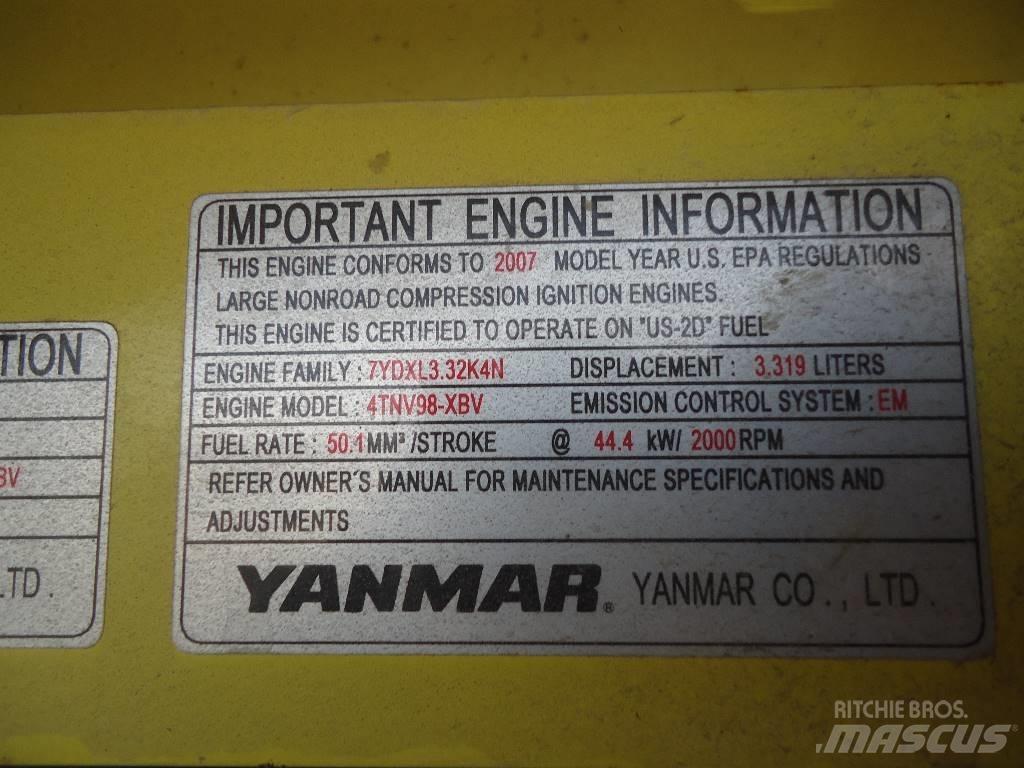 IMPORTANT ENGINE INFORMATION
THIS ENGINE CONFORMS TO 2007 MODEL YEAR U.S. EPA REGULATIONS
LARGE NONROAD COMPRESSION IGNITION ENGINES.
THIS ENGINE IS CERTIFIED TO OPERATE ON "US-2D" FUEL
ENGINE FAMILY : 7YDXL3.32K4N DISPLACEMENT : 3.319 LITERS
ENGINE MODEL : 4TNV98-XBV EMISSION CONTROL SYSTEM : EM
FUEL RATE : 50.1 MM³ /STROKE @ 44.4 kW/ 2000 RPM
REFER OWNER'S MANUAL FOR MAINTENANCE SPECIFICATIONS AND
ADJUSTMENTS
YANMAR® YANMAR CO., LTD.
TION
BV
LTD.
RITCHIE BROS.
MASCUS